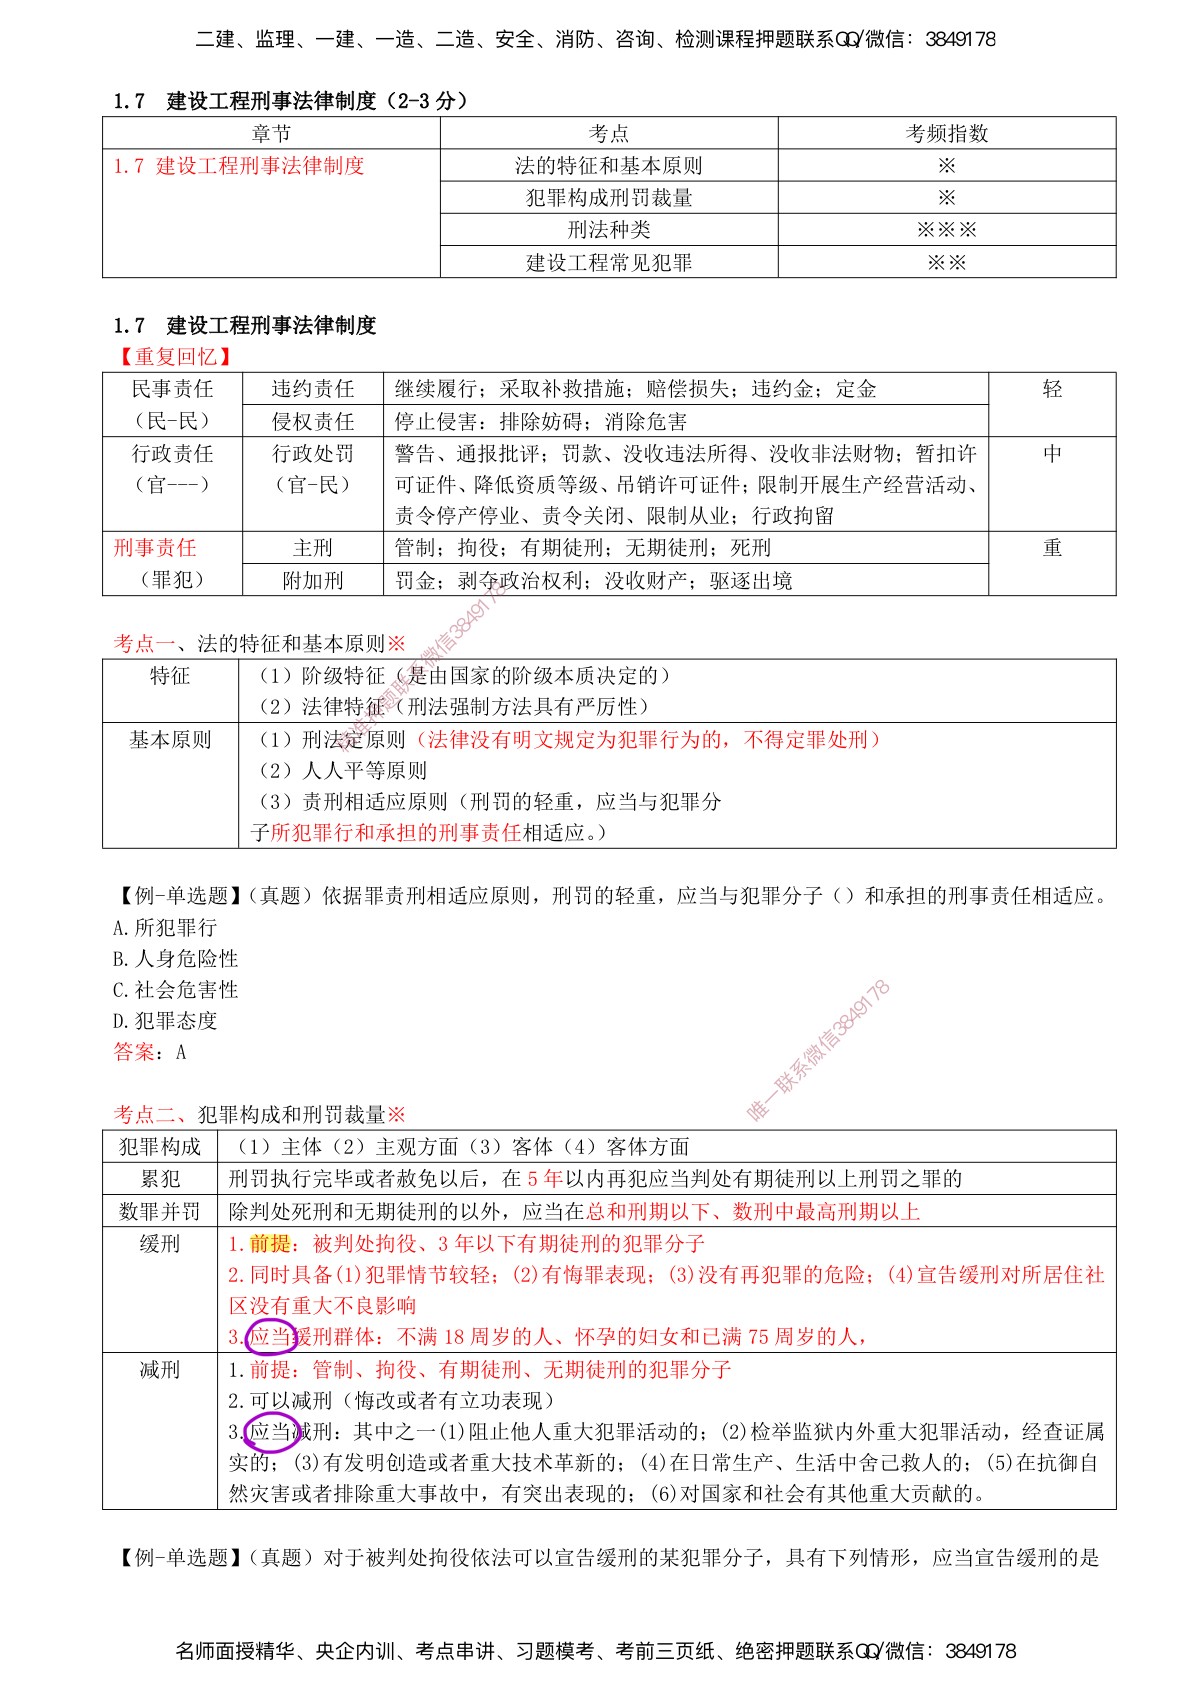 二建、监理、一建、一造、二造、安全、消防、咨询、检测课程押题联系QQ/微信：3849178
1.7 建设工程刑事法律制度（2-3 分）
章节 考点 考频指数
1.7 建设工程刑事法律制度 法的特征和基本原则 ※
犯罪构成刑罚裁量 ※
刑法种类 ※※※
建设工程常见犯罪 ※※
1.7 建设工程刑事法律制度
【重复回忆】
民事责任 违约责任 继续履行；采取补救措施；赔偿损失；违约金；定金 轻
（民-民） 侵权责任 停止侵害：排除妨碍；消除危害
行政责任 行政处罚 警告、通报批评；罚款、没收违法所得、没收非法财物；暂扣许 中
（官---） （官-民） 可证件、降低资质等级、吊销许可证件；限制开展生产经营活动、
责令停产停业、责令关闭、限制从业；行政拘留
刑事责任 主刑 管制；拘役；有期徒刑；无期徒刑；死刑 重
（罪犯） 附加刑 罚金；剥夺政治权利；没收财产；驱逐出境
考点一、法的特征和基本原则※
特征 （1）阶级特征（是由国家的阶级本质决定的）
（2）法律特征（刑法强制方法具有严厉性）
基本原则 （1）刑法定原则（法律没有明文规定为犯罪行为的，不得定罪处刑）
（2）人人平等原则
（3）责刑相适应原则（刑罚的轻重，应当与犯罪分
子所犯罪行和承担的刑事责任相适应。）
【例-单选题】（真题）依据罪责刑相适应原则，刑罚的轻重，应当与犯罪分子（）和承担的刑事责任相适应。
A.所犯罪行
B.人身危险性
C.社会危害性
D.犯罪态度
答案：A
唯一联系微信3849178
考点二、犯罪构成和刑罚裁量※
犯罪构成 （1）主体（2）主观方面（3）客体（4）客体方面
累犯 刑罚执行完毕或者赦免以后，在 5 年以内再犯应当判处有期徒刑以上刑罚之罪的
数罪并罚 除判处死刑和无期徒刑的以外，应当在总和刑期以下、数刑中最高刑期以上
缓刑 1.前提：被判处拘役、3 年以下有期徒刑的犯罪分子
2.同时具备(1)犯罪情节较轻；(2)有悔罪表现；(3)没有再犯罪的危险；(4)宣告缓刑对所居住社
区没有重大不良影响
3.应当缓刑群体：不满 18 周岁的人、怀孕的妇女和已满 75 周岁的人，
减刑 1.前提：管制、拘役、有期徒刑、无期徒刑的犯罪分子
2.可以减刑（悔改或者有立功表现）
3.应当减刑：其中之一(1)阻止他人重大犯罪活动的；(2)检举监狱内外重大犯罪活动，经查证属
实的；(3)有发明创造或者重大技术革新的；(4)在日常生产、生活中舍己救人的；(5)在抗御自
然灾害或者排除重大事故中，有突出表现的；(6)对国家和社会有其他重大贡献的。
【例-单选题】（真题）对于被判处拘役依法可以宣告缓刑的某犯罪分子，具有下列情形，应当宣告缓刑的是
名师面授精华、央企内训、考点串讲、习题模考、考前三页纸、绝密押题联系QQ/微信：3849178